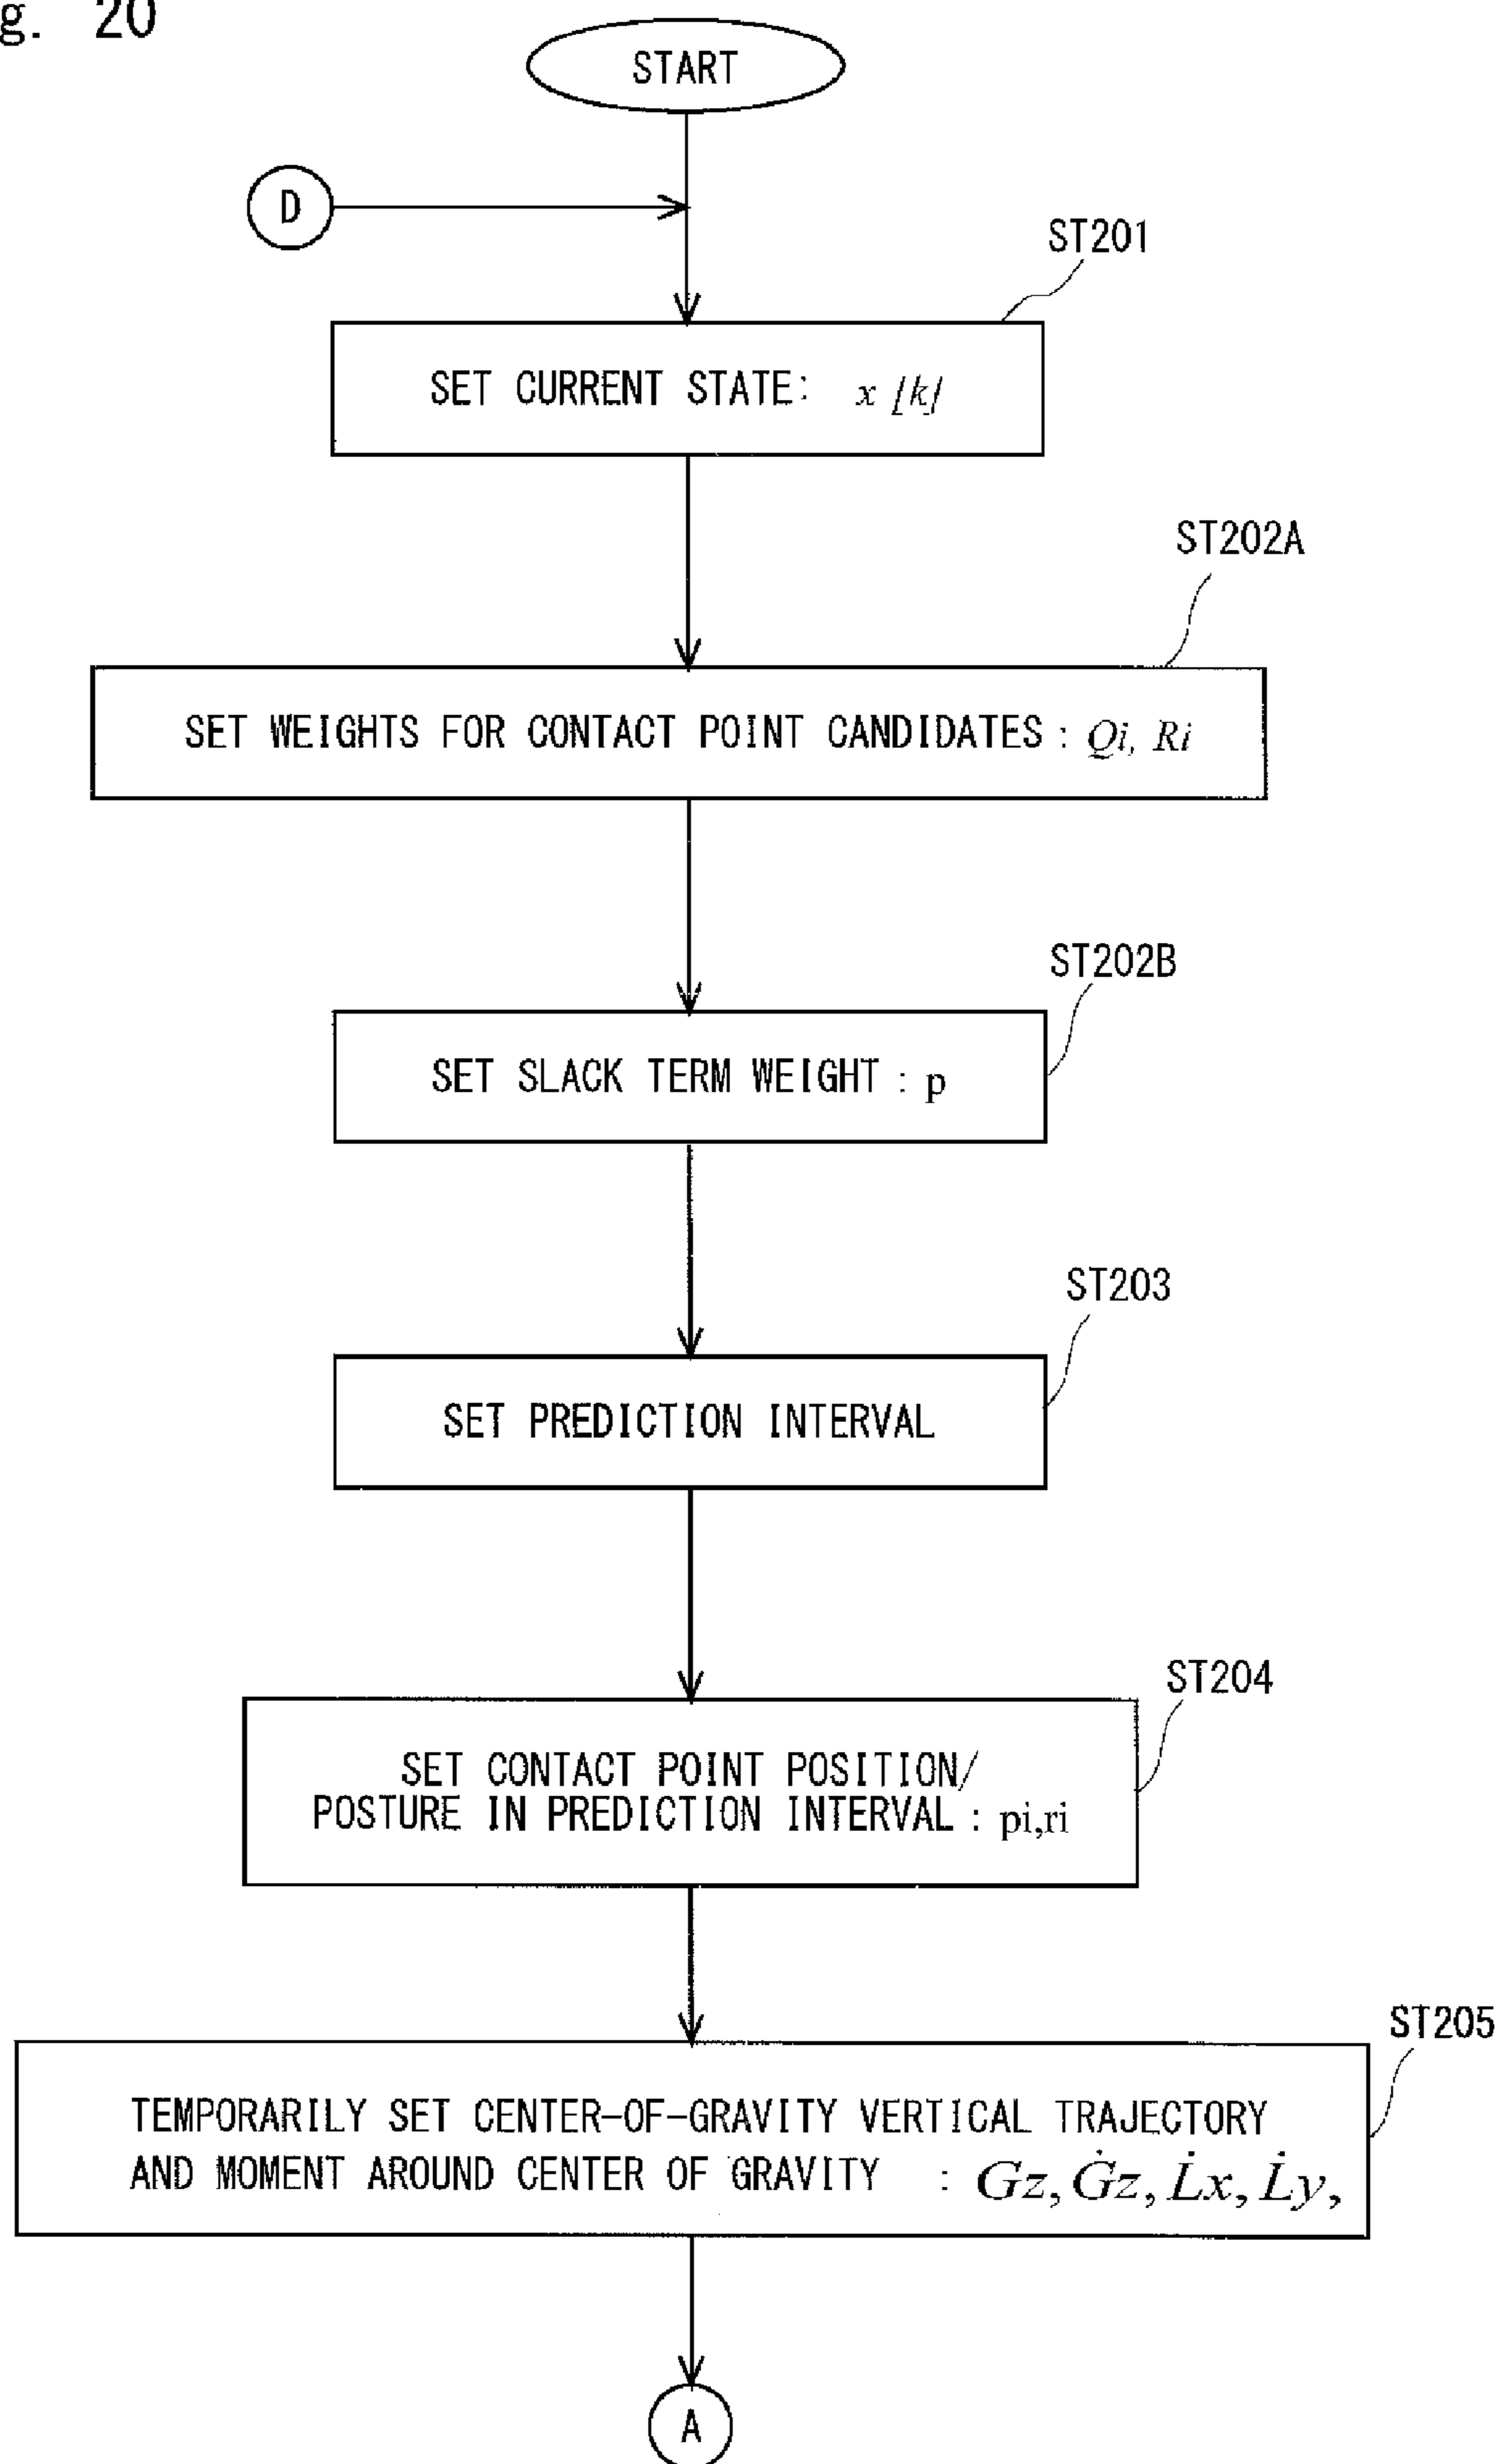 g. 20
START
D
ST201
SET CURRENT STATE: x [k]
ST202A
SET WEIGHTS FOR CONTACT POINT CANDIDATES : Qi, Ri
ST202B
SET SLACK TERM WEIGHT : p
ST203
SET PREDICTION INTERVAL
ST204
SET CONTACT POINT POSITION/
POSTURE IN PREDICTION INTERVAL : pi,ri
ST205
TEMPORARILY SET CENTER-OF-GRAVITY VERTICAL TRAJECTORY
AND MOMENT AROUND CENTER OF GRAVITY : Gz, Ġz, L̇x, L̇y,
A